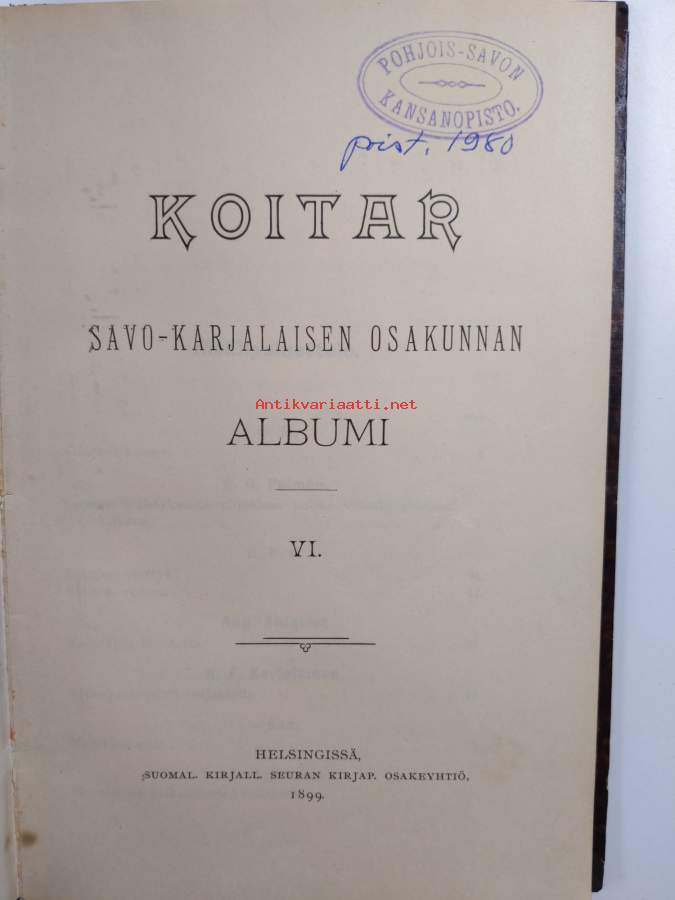 POHJOIS-SAVON
KANSANOPISTO.
poist. 1980
KOITAR
SAVO-KARJALAISEN OSAKUNNAN
Antikvariaatti.net
ALBUMI
VI.
HELSINGISSÄ,
SUOMAL. KIRJALL. SEURAN KIRJAP. OSAKEYHTIÖ,
1899.